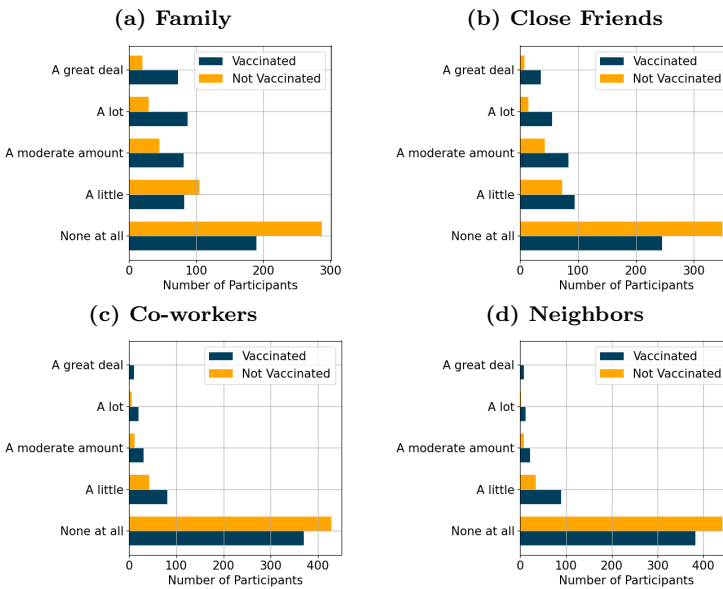 (a) Family
Vaccinated
Not Vaccinated
A great deal
A lot
A moderate amount
A little
None at all
0 100 200 300
Number of Participants
(b) Close Friends
Vaccinated
Not Vaccinated
A great deal
A lot
A moderate amount
A little
None at all
0 100 200 300
Number of Participants
(c) Co-workers
Vaccinated
Not Vaccinated
A great deal
A lot
A moderate amount
A little
None at all
0 100 200 300 400
Number of Participants
(d) Neighbors
Vaccinated
Not Vaccinated
A great deal
A lot
A moderate amount
A little
None at all
0 100 200 300 400
Number of Participants